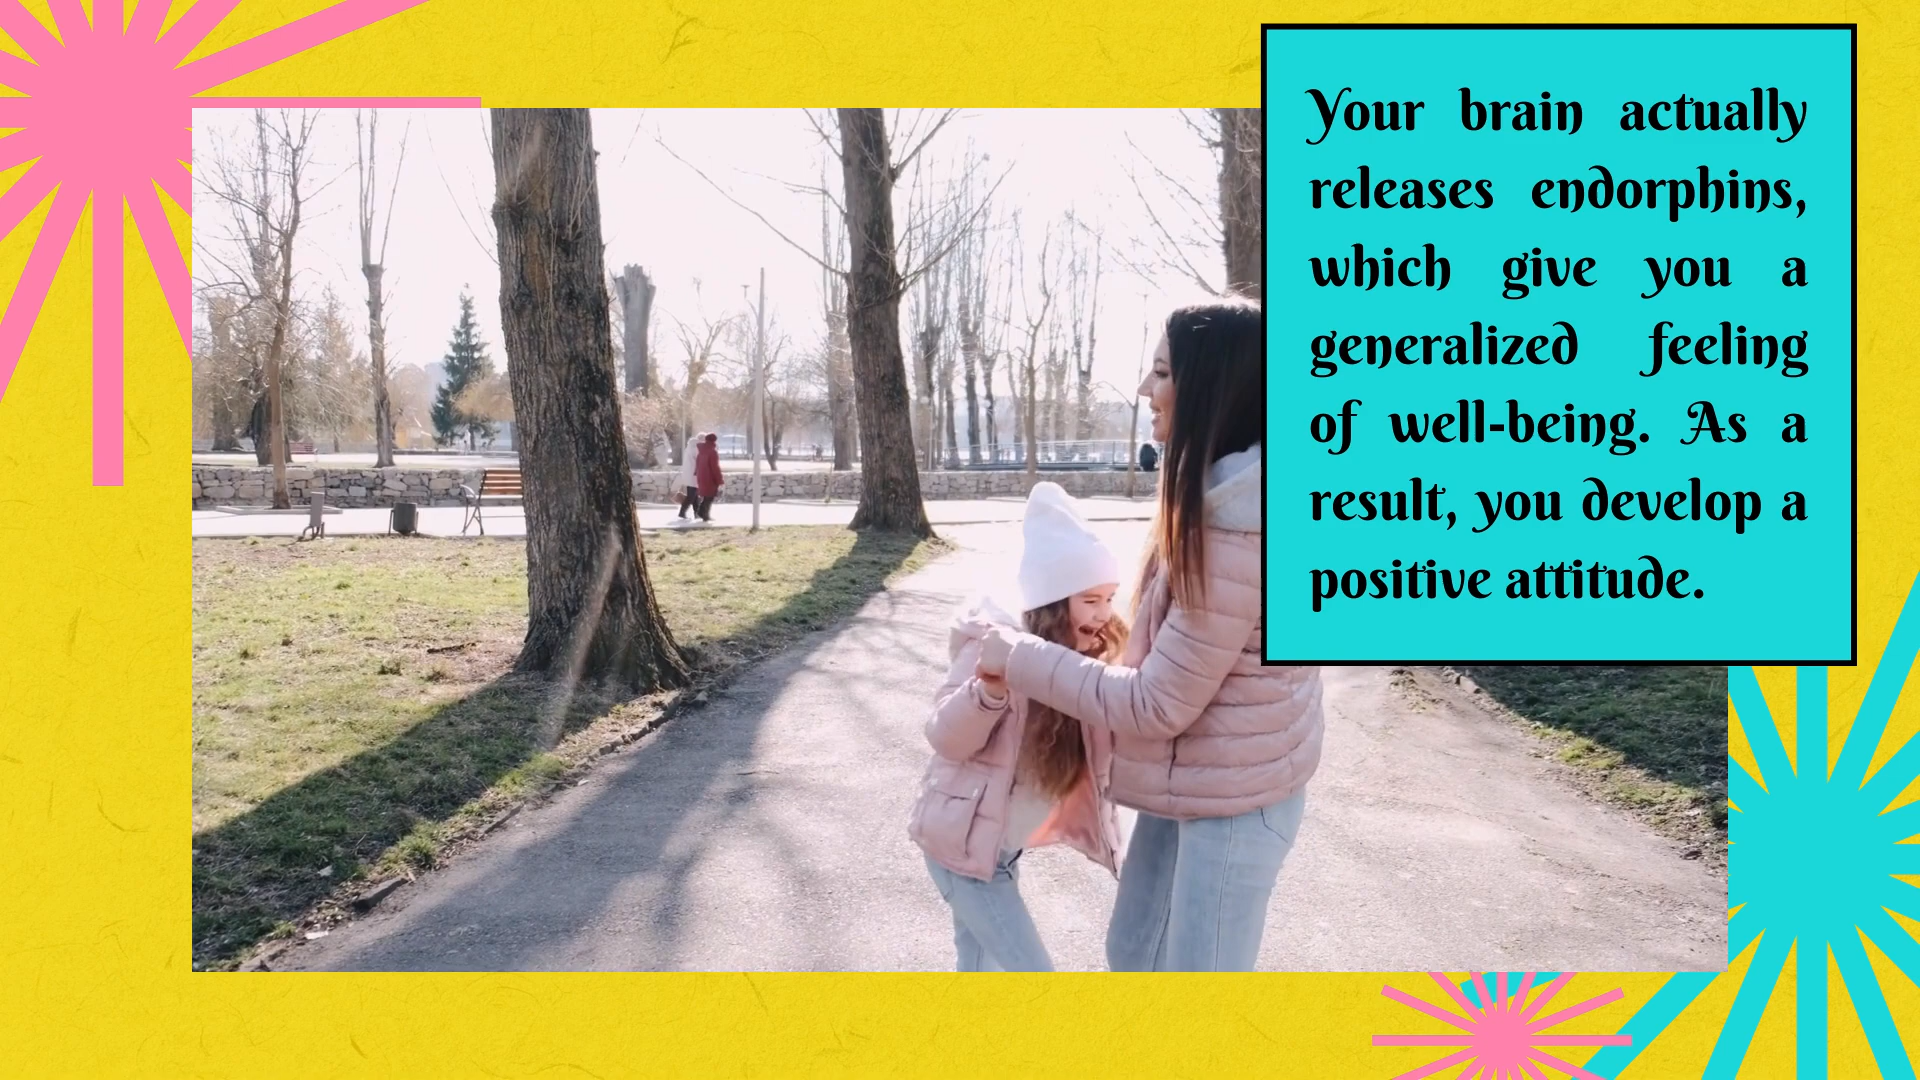 Your brain actually
releases endorphins,
which give you a
generalized feeling
of well-being. As a
result, you develop a
positive attitude.